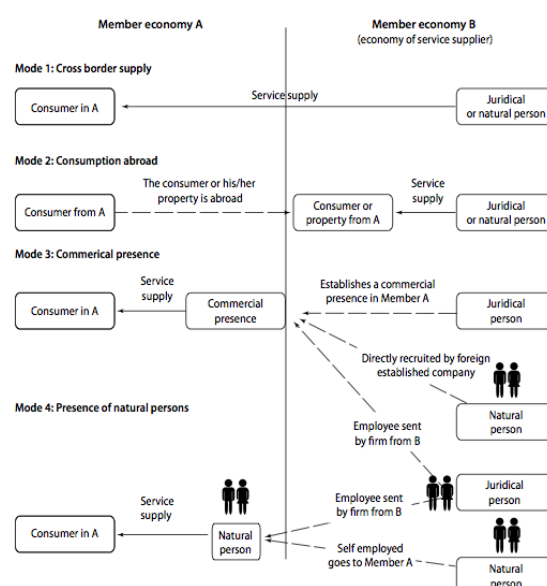 Member economy A
Member economy B
(economy of service supplier)
Mode 1: Cross border supply
Consumer in A
Service supply
Juridical
or natural person
Mode 2: Consumption abroad
Consumer from A
The consumer or his/her
property is abroad
Consumer or
property from A
Service
supply
Juridical
or natural person
Mode 3: Commerical presence
Consumer in A
Service
supply
Commercial
presence
Establishes a commercial
presence in Member A
Juridical
person
Directly recruited by foreign
established company
Natural
person
Mode 4: Presence of natural persons
Employee sent
by firm from B
Juridical
person
Consumer in A
Service
supply
Natural
person
Employee sent
by firm from B
Self employed
goes to Member A
Natural
person